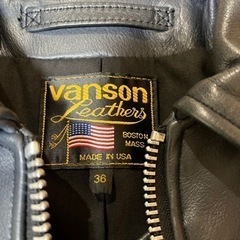 vanson
Leathers
BOSTON
MASS
MADE IN USA
36